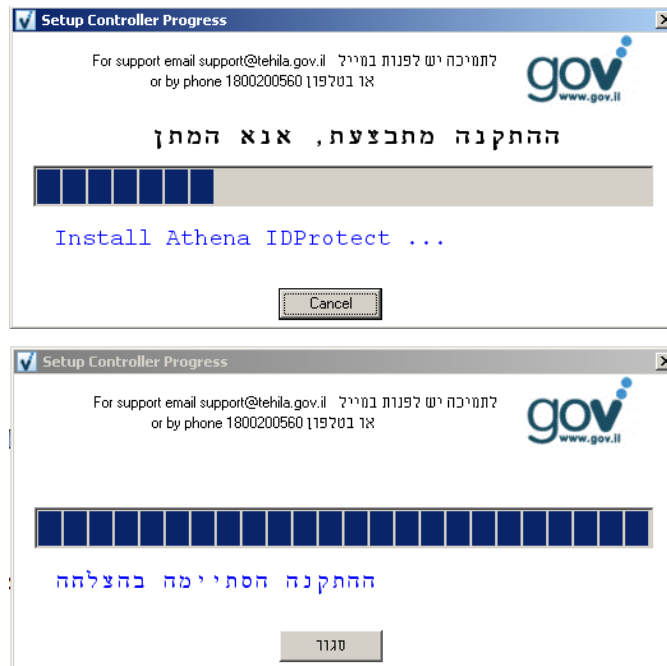 Setup Controller Progress
For support email support@tehila.gov.il לתמיכה יש לפנות במייל
or by phone 1800200560 או בטלפון
gov
www.gov.il
ההתקנה מתבצעת, אנא המתן
Install Athena IDProtect ...
Cancel
Setup Controller Progress
For support email support@tehila.gov.il לתמיכה יש לפנות במייל
or by phone 1800200560 או בטלפון
gov
www.gov.il
ההתקנה הסתיימה בהצלחה
סגור